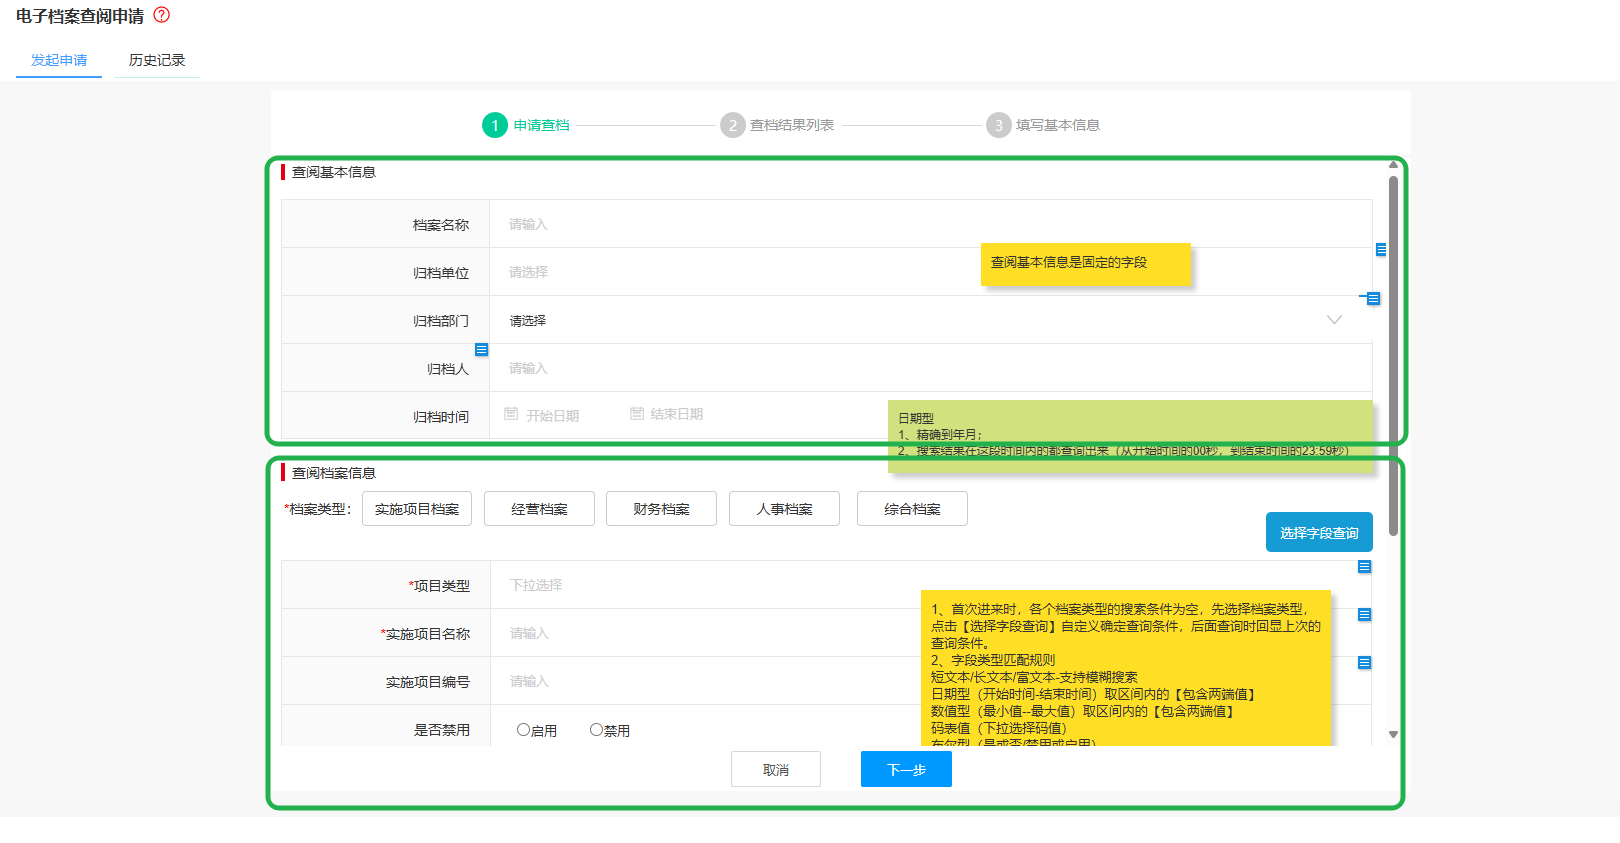 电子档案查阅申请
发起申请
历史记录
1 申请查档
2 查档结果列表
3 填写基本信息
查阅基本信息
档案名称 请输入
归档单位 请选择
查阅基本信息是固定的字段
归档部门 请选择
归档人 请输入
归档时间 开始日期 结束日期
日期型
1、精确到年月；
2、搜索结果在这段时间内的都查询出来（从开始时间的00秒，到结束时间的23:59秒）
查阅档案信息
*档案类型： 实施项目档案 经营档案 财务档案 人事档案 综合档案
选择字段查询
*项目类型 下拉选择
*实施项目名称 请输入
实施项目编号 请输入
是否禁用 启用 禁用
1、首次进来时，各个档案类型的搜索条件为空，先选择档案类型，
点击【选择字段查询】自定义确定查询条件，后面查询时回显上次的
查询条件。
2、字段类型匹配规则
短文本/长文本/富文本-支持模糊搜索
日期型（开始时间-结束时间）取区间内的【包含两端值】
数值型（最小值--最大值）取区间内的【包含两端值】
码表值（下拉选择码值）
布尔型（是或否/禁用或启用）
取消 下一步